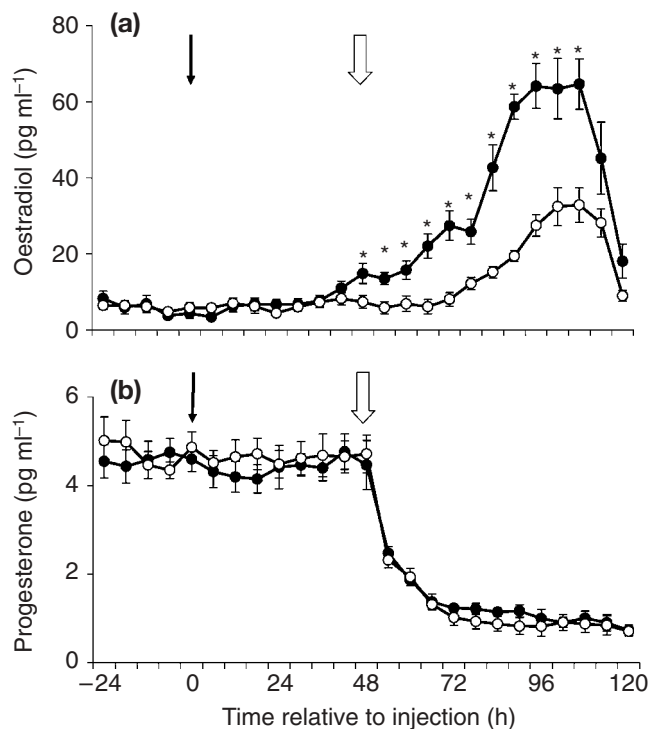 (a)
80
60
40
20
0
Oestradiol (pg ml⁻¹)
* * * * * * * * * * *
(b)
6
4
2
0
Progesterone (pg ml⁻¹)
−24 0 24 48 72 96 120
Time relative to injection (h)